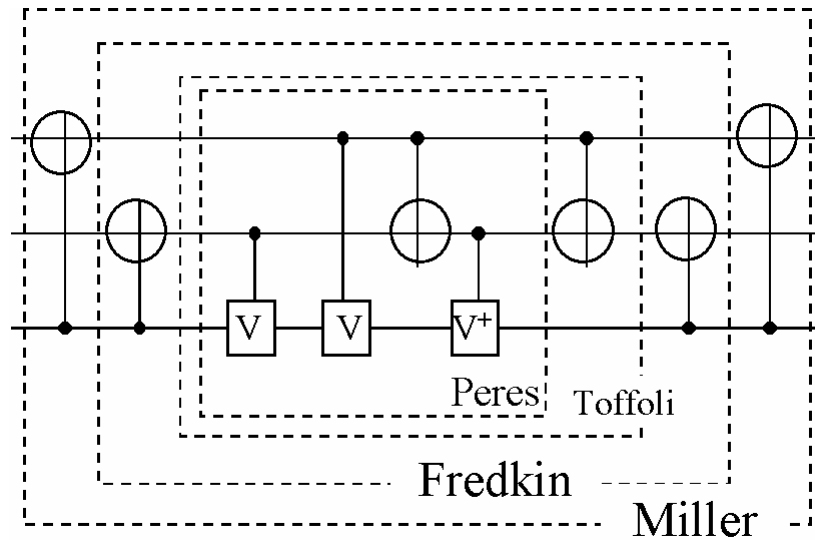 V V V⁺
Peres
Toffoli
Fredkin
Miller